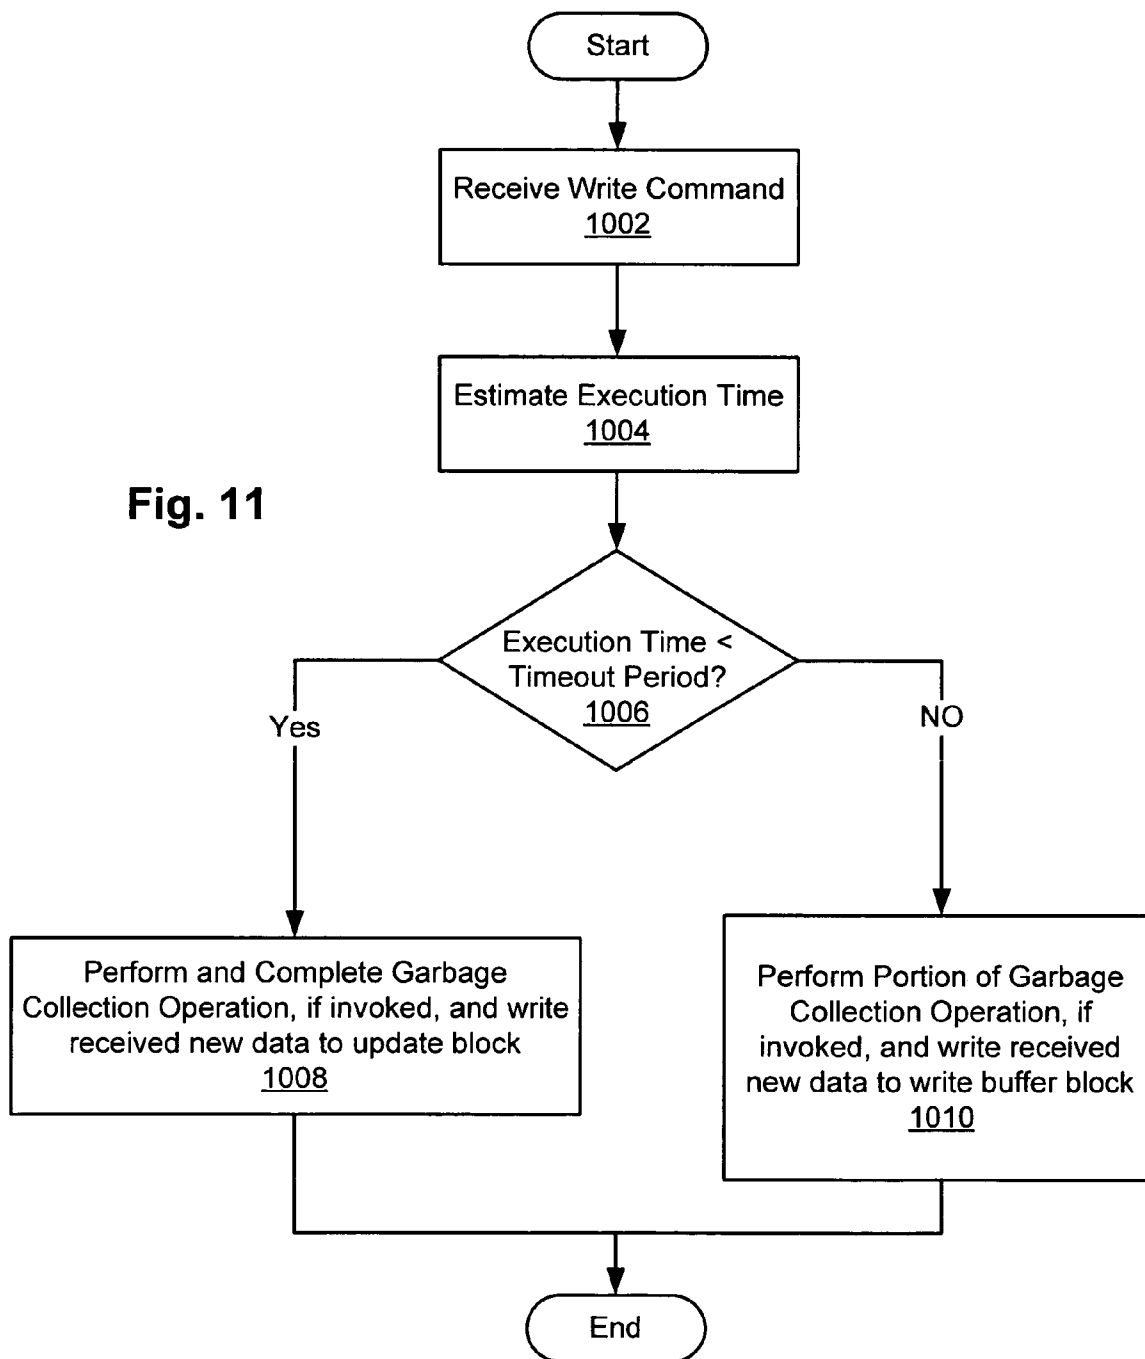 Start
Receive Write Command
1002
Estimate Execution Time
1004
Fig. 11
Execution Time <
Timeout Period?
1006
Yes
NO
Perform and Complete Garbage
Collection Operation, if invoked, and write
received new data to update block
1008
Perform Portion of Garbage
Collection Operation, if
invoked, and write received
new data to write buffer block
1010
End